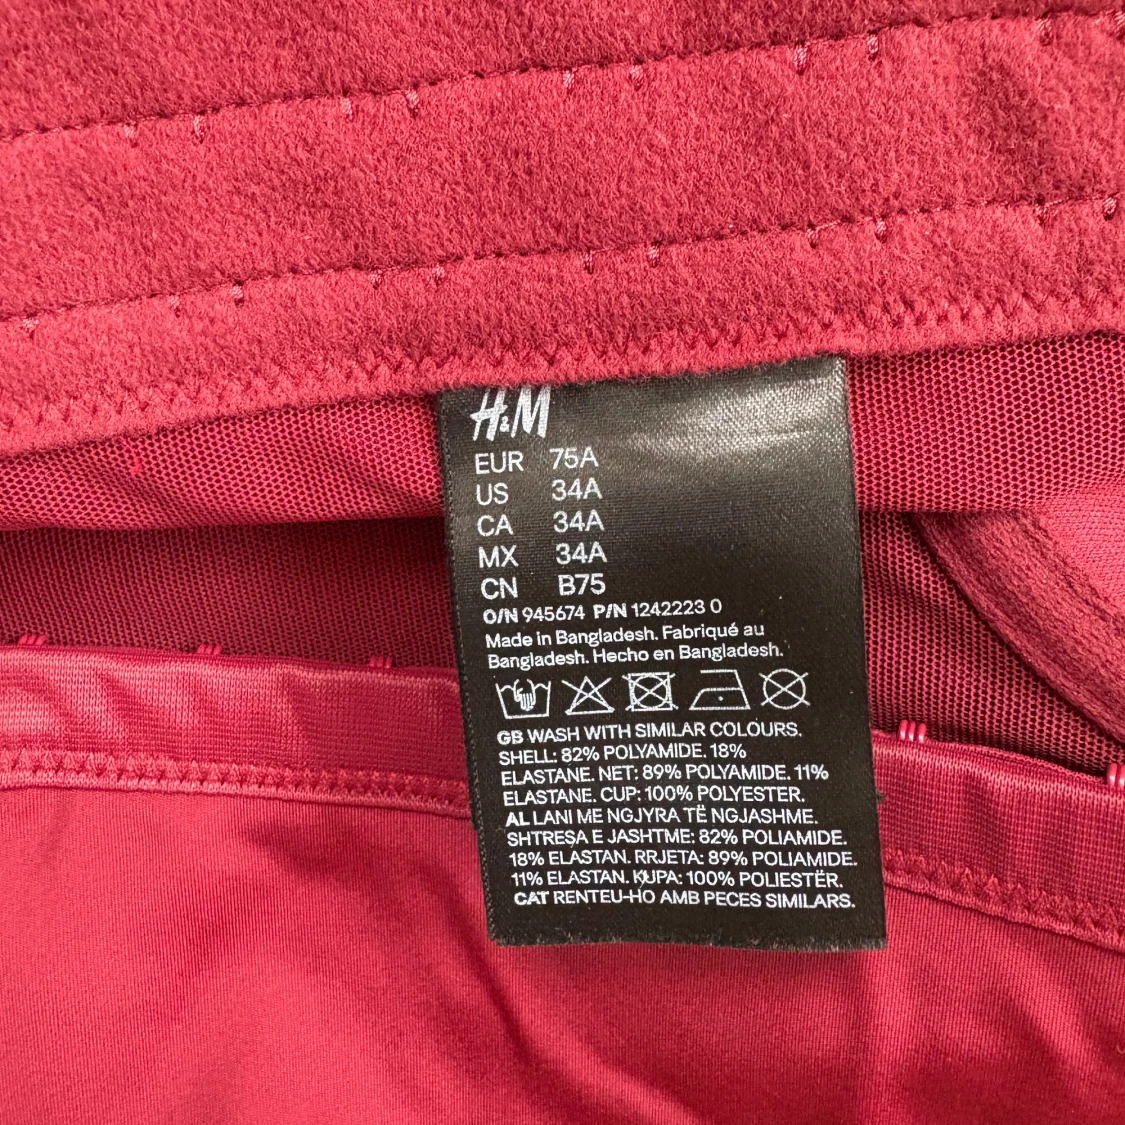 H&M
EUR 75A
US 34A
CA 34A
MX 34A
CN B75
O/N 945674 P/N 1242223 0
Made in Bangladesh. Fabriqué au
Bangladesh. Hecho en Bangladesh.
GB WASH WITH SIMILAR COLOURS.
SHELL: 82% POLYAMIDE. 18%
ELASTANE. NET: 89% POLYAMIDE. 11%
ELASTANE. CUP: 100% POLYESTER.
AL LANI ME NGJYRA TË NGJASHME.
SHTRESA E JASHTME: 82% POLIAMIDE.
18% ELASTAN. RRJETA: 89% POLIAMIDE.
11% ELASTAN. KUPA: 100% POLIESTËR.
CAT RENTEU-HO AMB PECES SIMILARS.